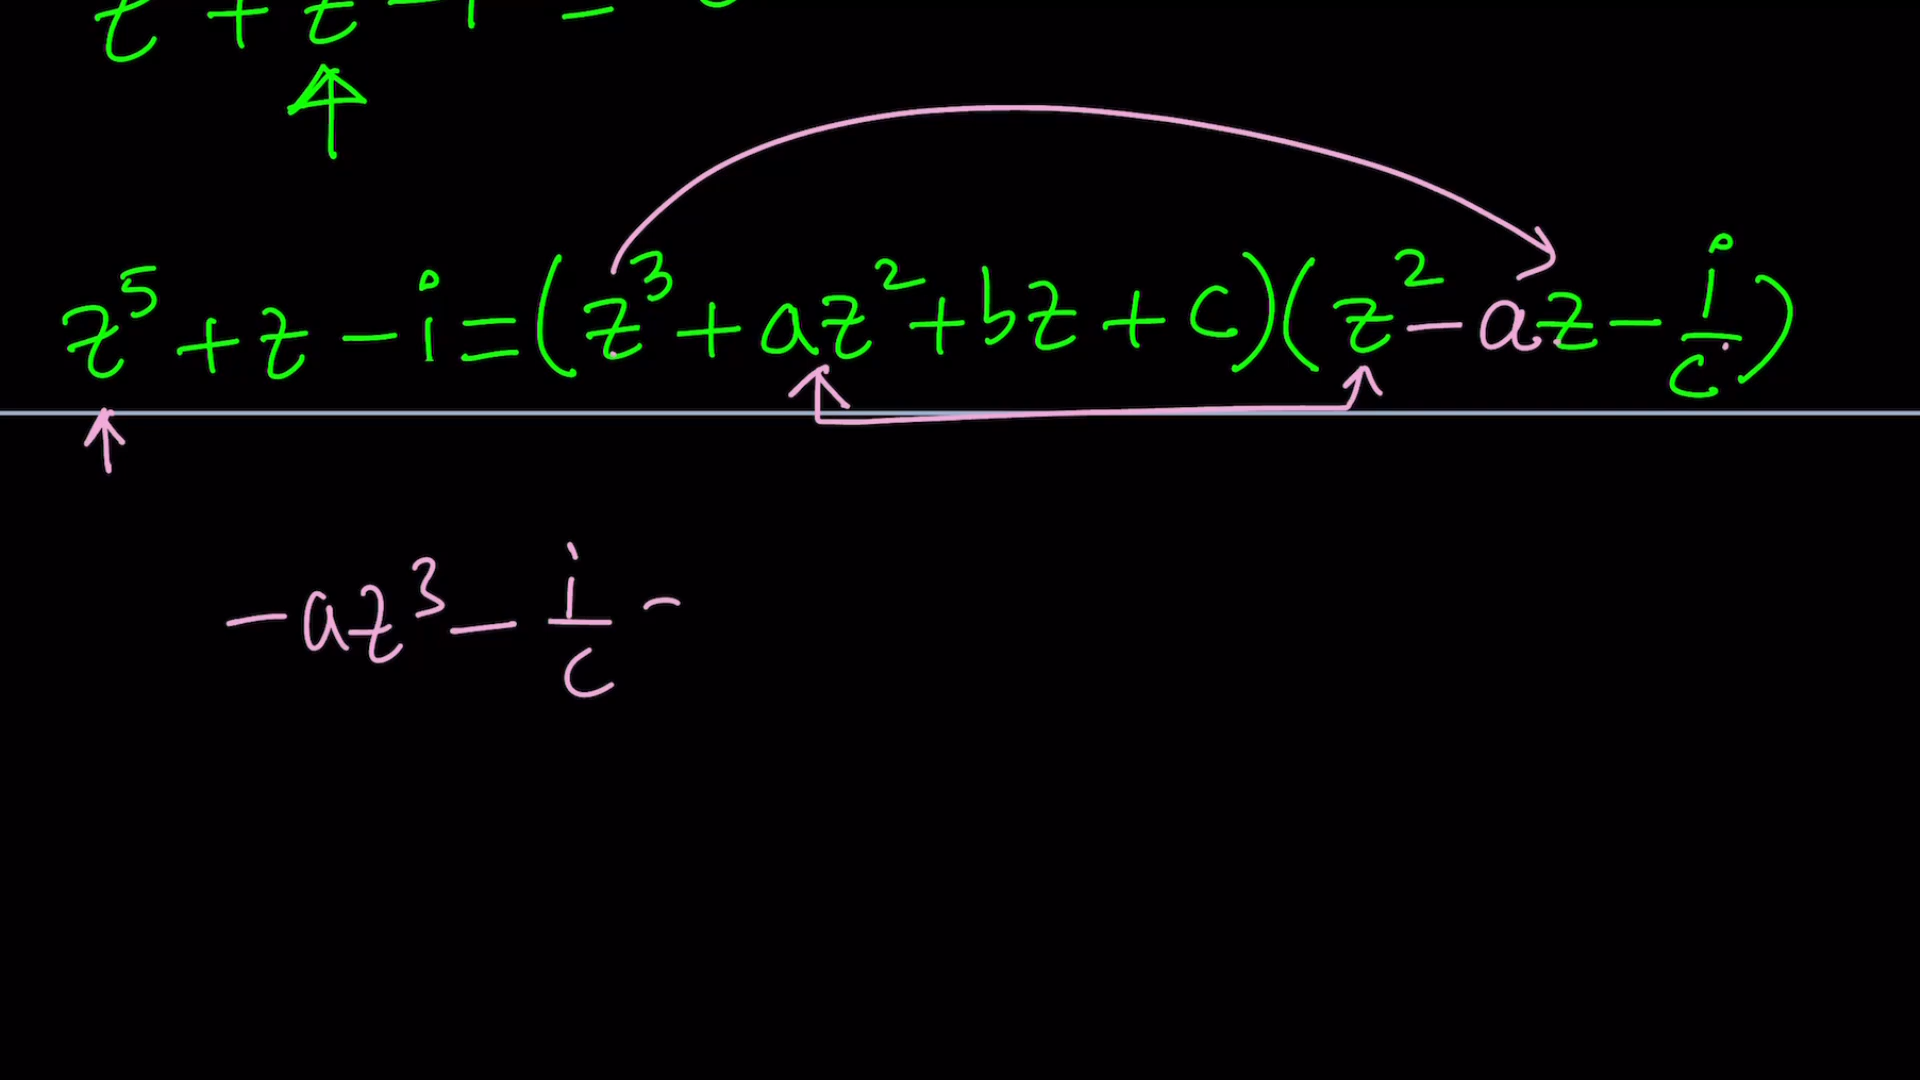 z⁵ + z - i = (z³ + az² + bz + c)(z² - az - i/c)
-az³ - i/c